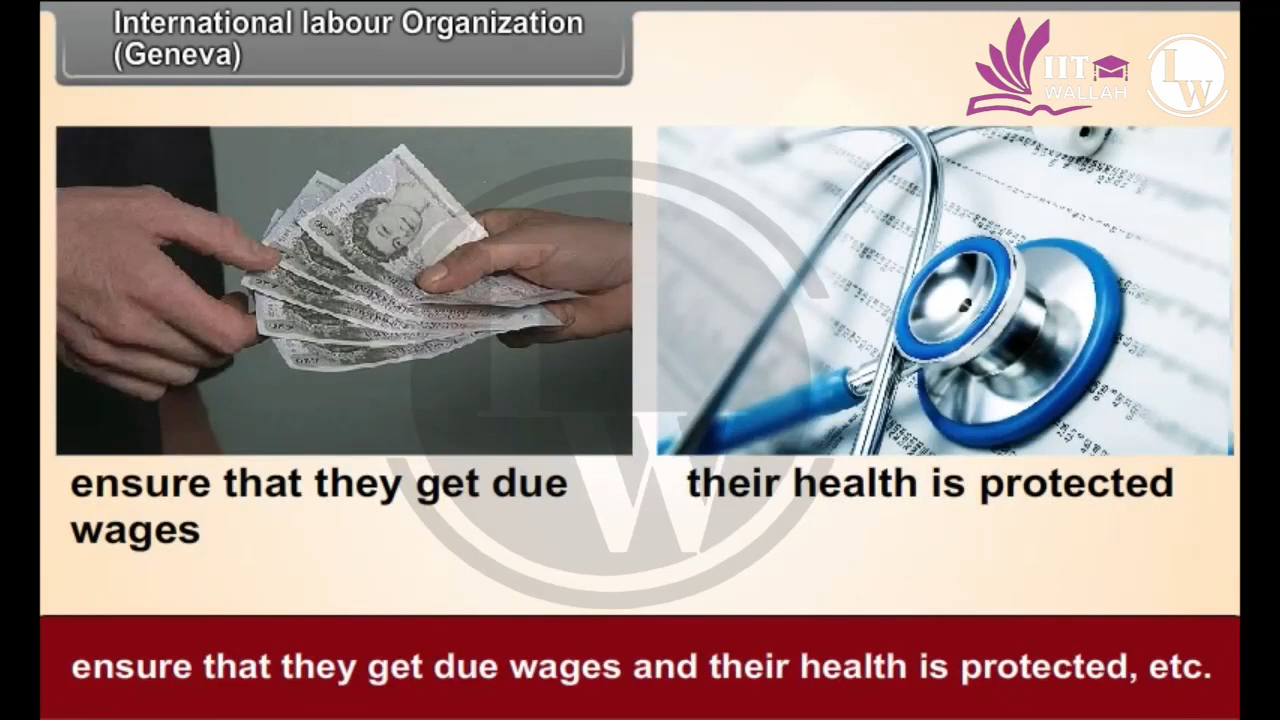 International labour Organization
(Geneva)
IIT
WALLAH
LW
LW
ensure that they get due
wages
their health is protected
ensure that they get due wages and their health is protected, etc.